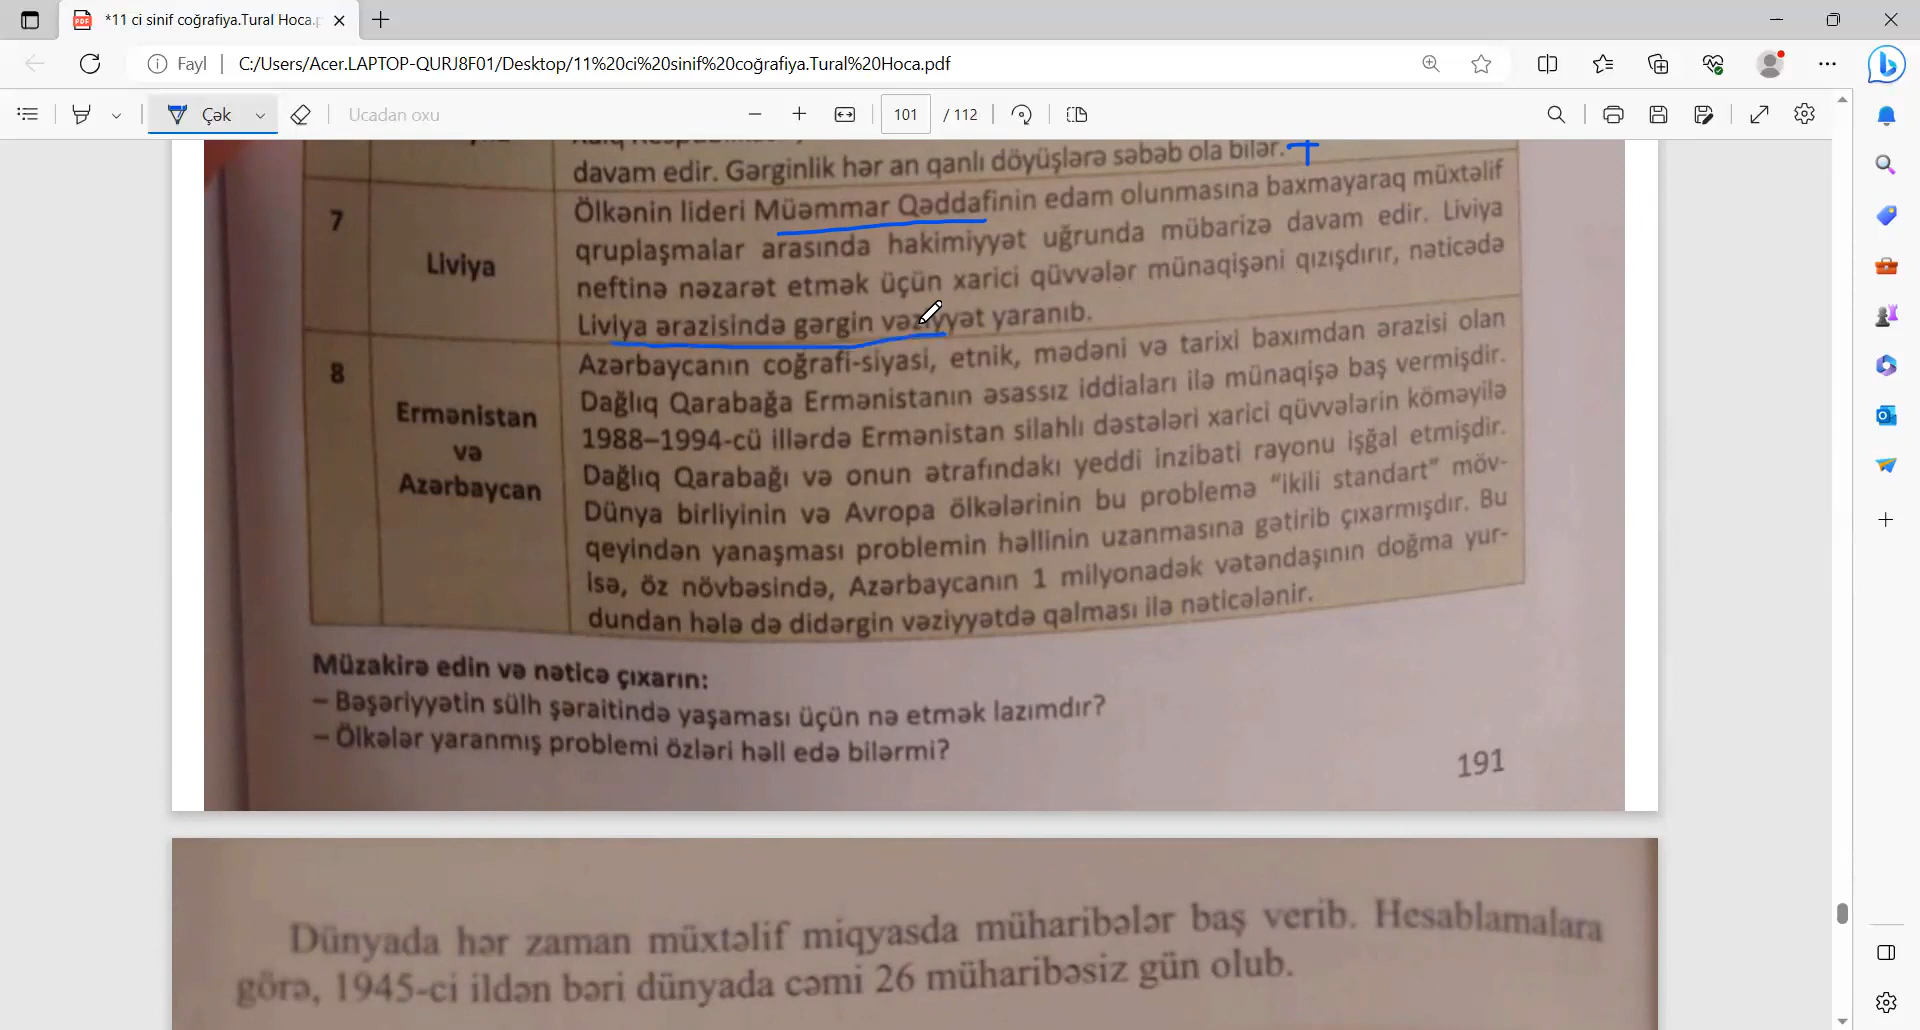 *11 ci sinif coğrafiya.Tural Hoca.p
Fayl
C:/Users/Acer.LAPTOP-QURJ8F01/Desktop/11%20ci%20sinif%20coğrafiya.Tural%20Hoca.pdf
Çək
Ucadan oxu
101 / 112
davam edir. Gərginlik hər an qanlı döyüşlərə səbəb ola bilər.
7
Liviya
Ölkənin lideri Müəmmar Qəddafinin edam olunmasına baxmayaraq müxtəlif
qruplaşmalar arasında hakimiyyət uğrunda mübarizə davam edir. Liviya
neftinə nəzarət etmək üçün xarici qüvvələr münaqişəni qızışdırır, nəticədə
Liviya ərazisində gərgin vəziyyət yaranıb.
8
Ermənistan
və
Azərbaycan
Azərbaycanın coğrafi-siyasi, etnik, mədəni və tarixi baxımdan ərazisi olan
Dağlıq Qarabağa Ermənistanın əsassız iddiaları ilə münaqişə baş vermişdir.
1988–1994-cü illərdə Ermənistan silahlı dəstələri xarici qüvvələrin köməyilə
Dağlıq Qarabağı və onun ətrafındakı yeddi inzibati rayonu işğal etmişdir.
Dünya birliyinin və Avropa ölkələrinin bu problemə "ikili standart" möv-
qeyindən yanaşması problemin həllinin uzanmasına gətirib çıxarmışdır. Bu
isə, öz növbəsində, Azərbaycanın 1 milyonadək vətəndaşının doğma yur-
dundan hələ də didərgin vəziyyətdə qalması ilə nəticələnir.
Müzakirə edin və nəticə çıxarın:
– Bəşəriyyətin sülh şəraitində yaşaması üçün nə etmək lazımdır?
– Ölkələr yaranmış problemi özləri həll edə bilərmi?
191
Dünyada hər zaman müxtəlif miqyasda müharibələr baş verib. Hesablamalara
görə, 1945-ci ildən bəri dünyada cəmi 26 müharibəsiz gün olub.